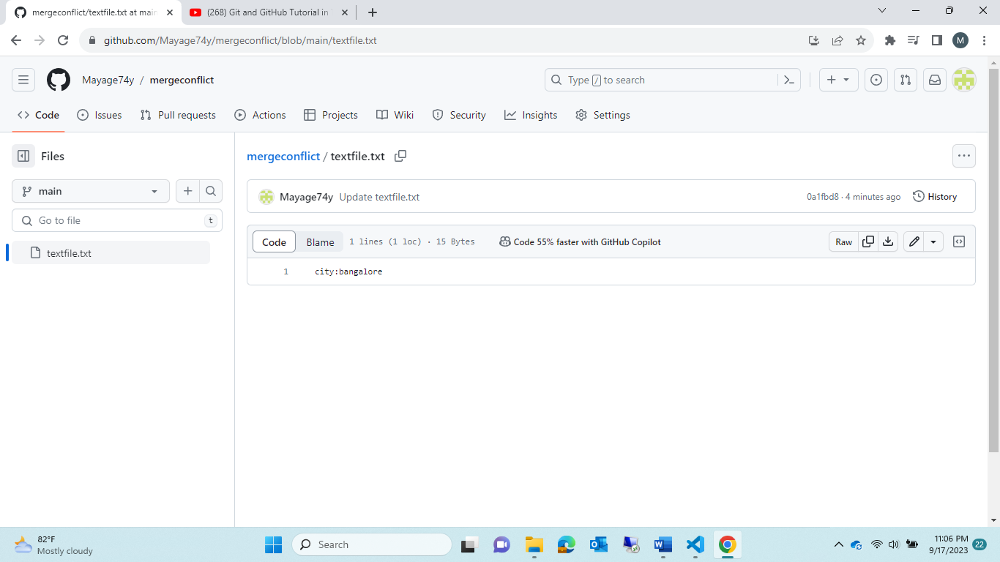 mergeconflict/textfile.txt at main
(268) Git and GitHub Tutorial in
github.com/Mayage74y/mergeconflict/blob/main/textfile.txt
M
Mayage74y / mergeconflict
Type / to search
Code Issues Pull requests Actions Projects Wiki Security Insights Settings
Files
mergeconflict / textfile.txt
main
Mayage74y Update textfile.txt 0a1fbd8 · 4 minutes ago History
Go to file t
textfile.txt
Code Blame 1 lines (1 loc) · 15 Bytes Code 55% faster with GitHub Copilot Raw
1 city:bangalore
82°F
Mostly cloudy
Search
11:06 PM
9/17/2023
22